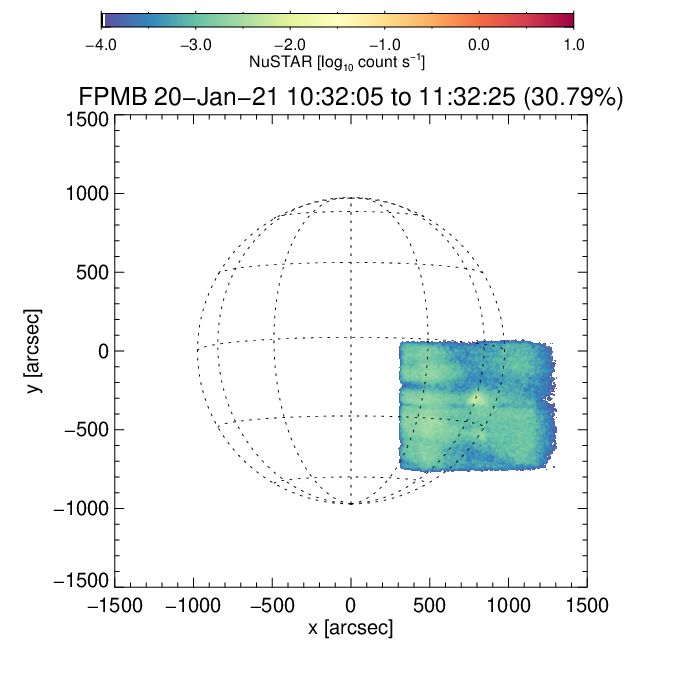 −4.0 −3.0 −2.0 −1.0 0.0 1.0
NuSTAR [log₁₀ count s⁻¹]
FPMB 20−Jan−21 10:32:05 to 11:32:25 (30.79%)
1500
1000
500
0
−500
−1000
−1500
y [arcsec]
−1500 −1000 −500 0 500 1000 1500
x [arcsec]